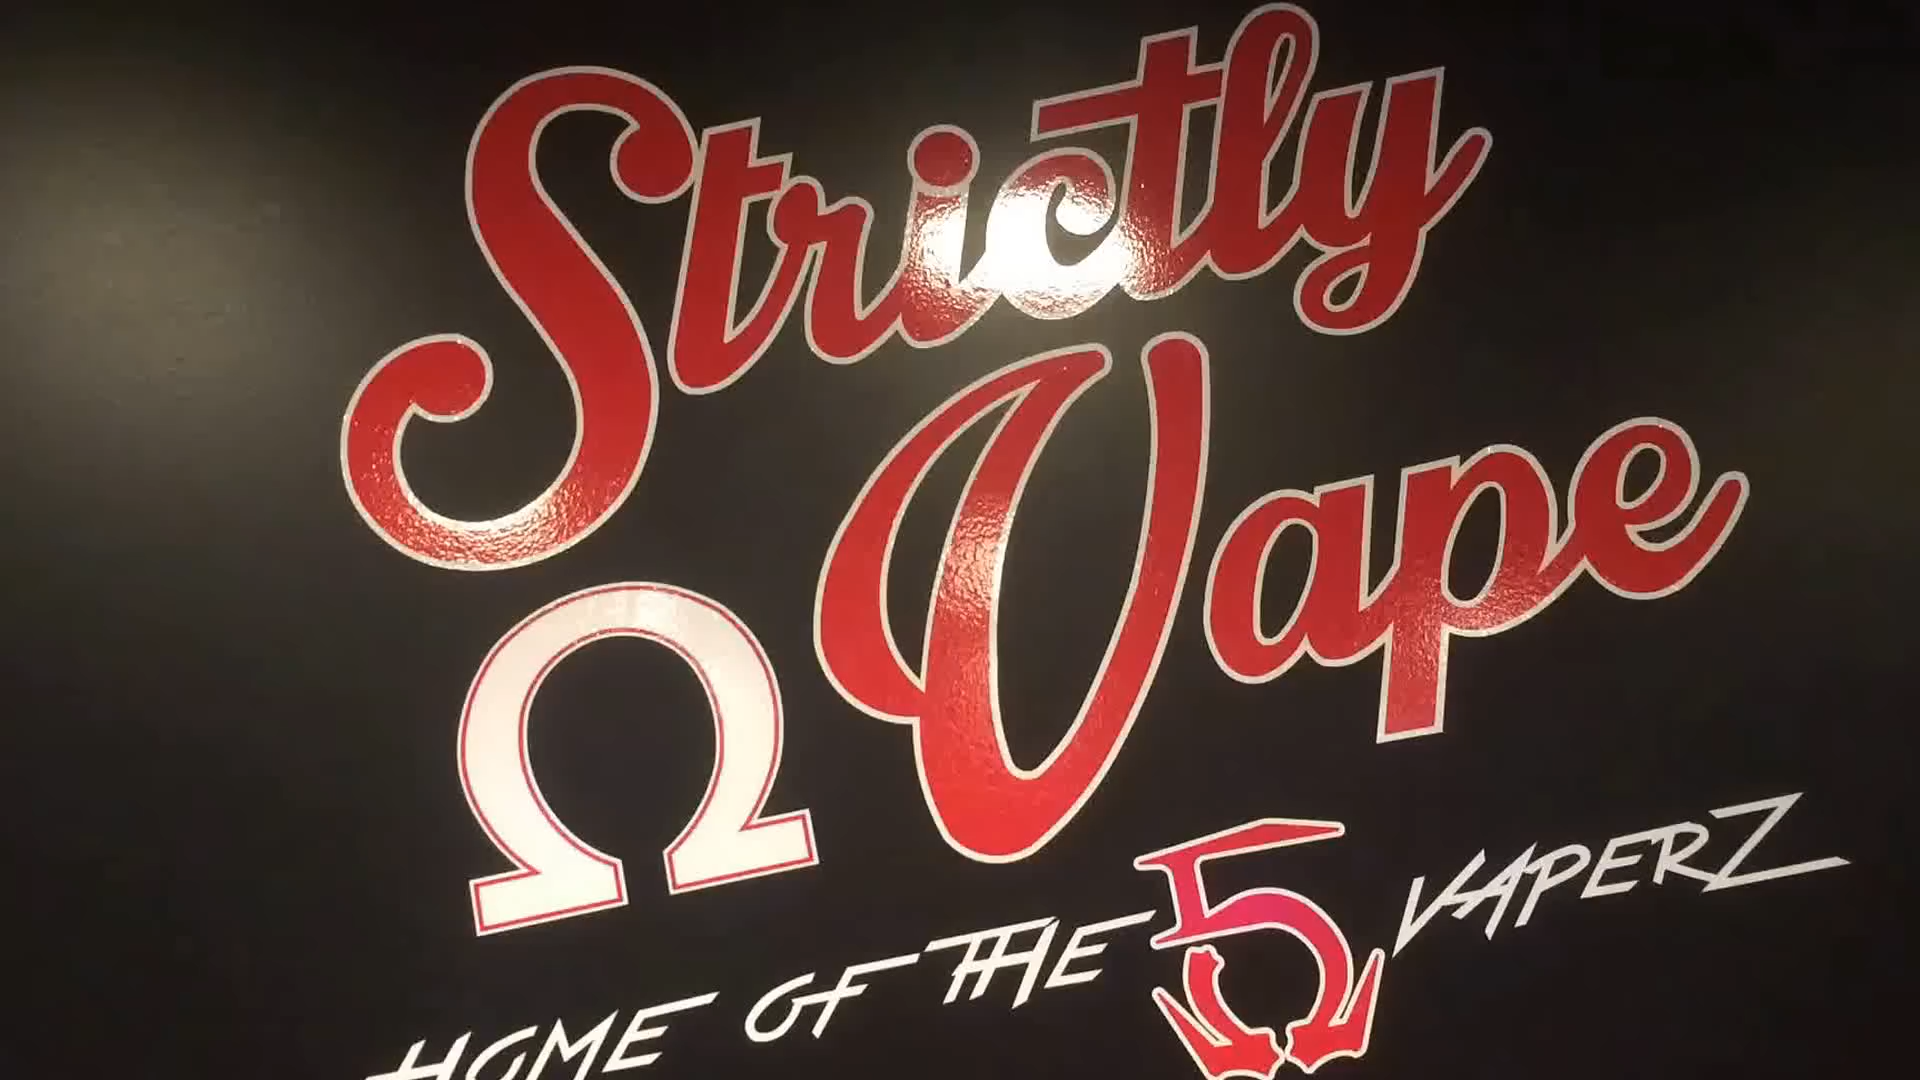 Strictly
Vape
Ω
HOME OF THE 5 VAPERZ